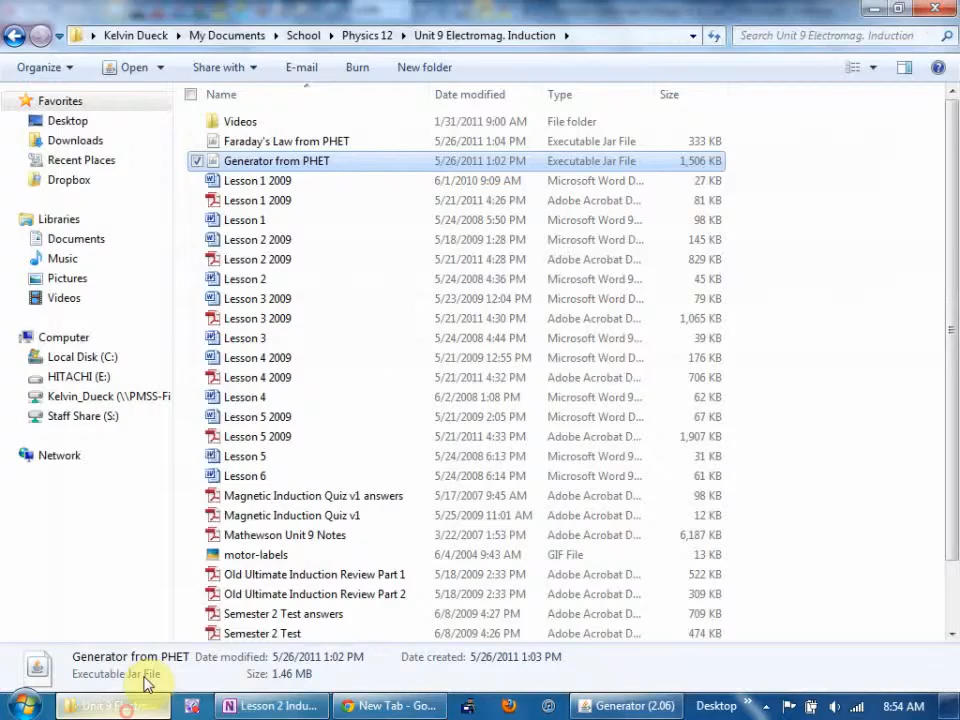 Kelvin Dueck ▸ My Documents ▸ School ▸ Physics 12 ▸ Unit 9 Electromag. Induction ▸ Search Unit 9 Electromag. Induction
Organize Open Share with E-mail Burn New folder
Favorites
Desktop
Downloads
Recent Places
Dropbox
Libraries
Documents
Music
Pictures
Videos
Computer
Local Disk (C:)
HITACHI (E:)
Kelvin_Dueck (\\PMSS-Fi
Staff Share (S:)
Network
Name Date modified Type Size
Videos 1/31/2011 9:00 AM File folder
Faraday's Law from PHET 5/26/2011 1:04 PM Executable Jar File 333 KB
Generator from PHET 5/26/2011 1:02 PM Executable Jar File 1,506 KB
Lesson 1 2009 6/1/2010 9:09 AM Microsoft Word D... 27 KB
Lesson 1 2009 5/21/2011 4:26 PM Adobe Acrobat D... 81 KB
Lesson 1 5/24/2008 5:50 PM Microsoft Word 9... 98 KB
Lesson 2 2009 5/18/2009 1:28 PM Microsoft Word D... 145 KB
Lesson 2 2009 5/21/2011 4:28 PM Adobe Acrobat D... 829 KB
Lesson 2 5/24/2008 4:36 PM Microsoft Word 9... 45 KB
Lesson 3 2009 5/23/2009 12:04 PM Microsoft Word D... 79 KB
Lesson 3 2009 5/21/2011 4:30 PM Adobe Acrobat D... 1,065 KB
Lesson 3 5/24/2008 4:44 PM Microsoft Word 9... 39 KB
Lesson 4 2009 5/21/2009 12:55 PM Microsoft Word D... 176 KB
Lesson 4 2009 5/21/2011 4:32 PM Adobe Acrobat D... 706 KB
Lesson 4 6/2/2008 1:08 PM Microsoft Word 9... 62 KB
Lesson 5 2009 5/21/2009 2:05 PM Microsoft Word D... 67 KB
Lesson 5 2009 5/21/2011 4:33 PM Adobe Acrobat D... 1,907 KB
Lesson 5 5/24/2008 6:13 PM Microsoft Word 9... 31 KB
Lesson 6 5/24/2008 6:14 PM Microsoft Word 9... 61 KB
Magnetic Induction Quiz v1 answers 5/17/2007 9:45 AM Adobe Acrobat D... 98 KB
Magnetic Induction Quiz v1 5/25/2009 11:01 AM Adobe Acrobat D... 12 KB
Mathewson Unit 9 Notes 3/22/2007 1:53 PM Adobe Acrobat D... 6,187 KB
motor-labels 6/4/2004 9:43 AM GIF File 13 KB
Old Ultimate Induction Review Part 1 5/18/2009 2:33 PM Adobe Acrobat D... 522 KB
Old Ultimate Induction Review Part 2 5/18/2009 2:33 PM Adobe Acrobat D... 309 KB
Semester 2 Test answers 6/8/2009 4:27 PM Adobe Acrobat D... 709 KB
Semester 2 Test 6/8/2009 4:26 PM Adobe Acrobat D... 474 KB
Generator from PHET Date modified: 5/26/2011 1:02 PM Date created: 5/26/2011 1:03 PM
Executable Jar File Size: 1.46 MB
Unit 9 Electr... Lesson 2 Indu... New Tab - Go... Generator (2.06) Desktop » 8:54 AM